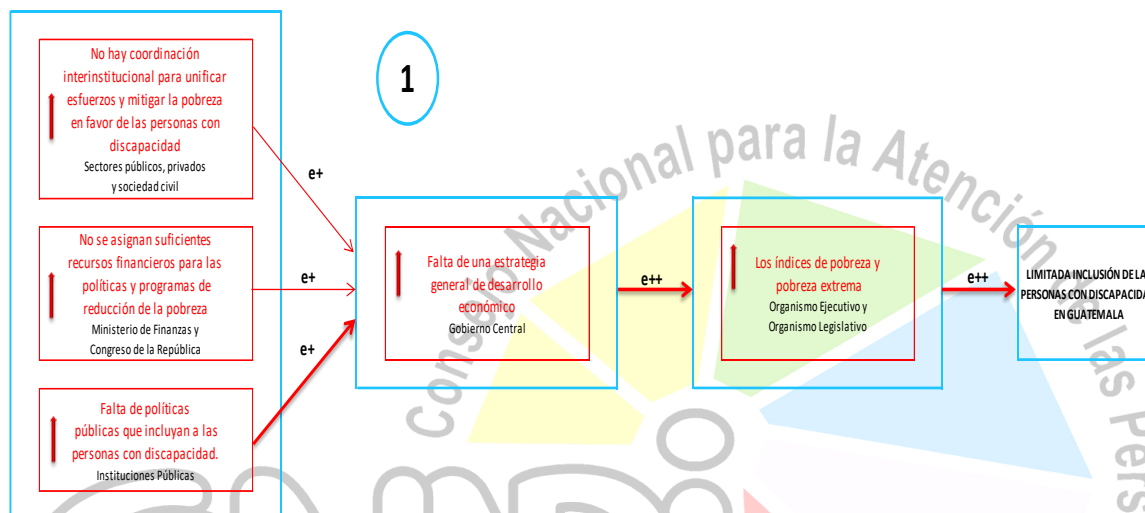 No hay coordinación
interinstitucional para unificar
esfuerzos y mitigar la pobreza
en favor de las personas con
discapacidad
Sectores públicos, privados
y sociedad civil
No se asignan suficientes
recursos financieros para las
políticas y programas de
reducción de la pobreza
Ministerio de Finanzas y
Congreso de la República
Falta de políticas
públicas que incluyan a las
personas con discapacidad.
Instituciones Públicas
1
e+
e+
e+
Falta de una estrategia
general de desarrollo
económico
Gobierno Central
e++
Los índices de pobreza y
pobreza extrema
Organismo Ejecutivo y
Organismo Legislativo
e++
LIMITADA INCLUSIÓN DE LA
PERSONAS CON DISCAPACIDA
EN GUATEMALA
Consejo Nacional para la Atención de las Pers